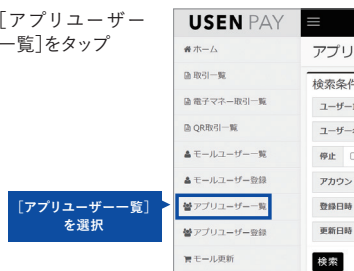 [アプリユーザー
一覧]をタップ
USEN PAY
ホーム
取引一覧
電子マネー取引一覧
QR取引一覧
モールユーザー一覧
モールユーザー登録
アプリユーザー一覧
アプリユーザー登録
モール更新
[アプリユーザー一覧]
を選択
アプリ
検索条件
ユーザー
ユーザー
停止
アカウン
登録日時
更新日時
検索